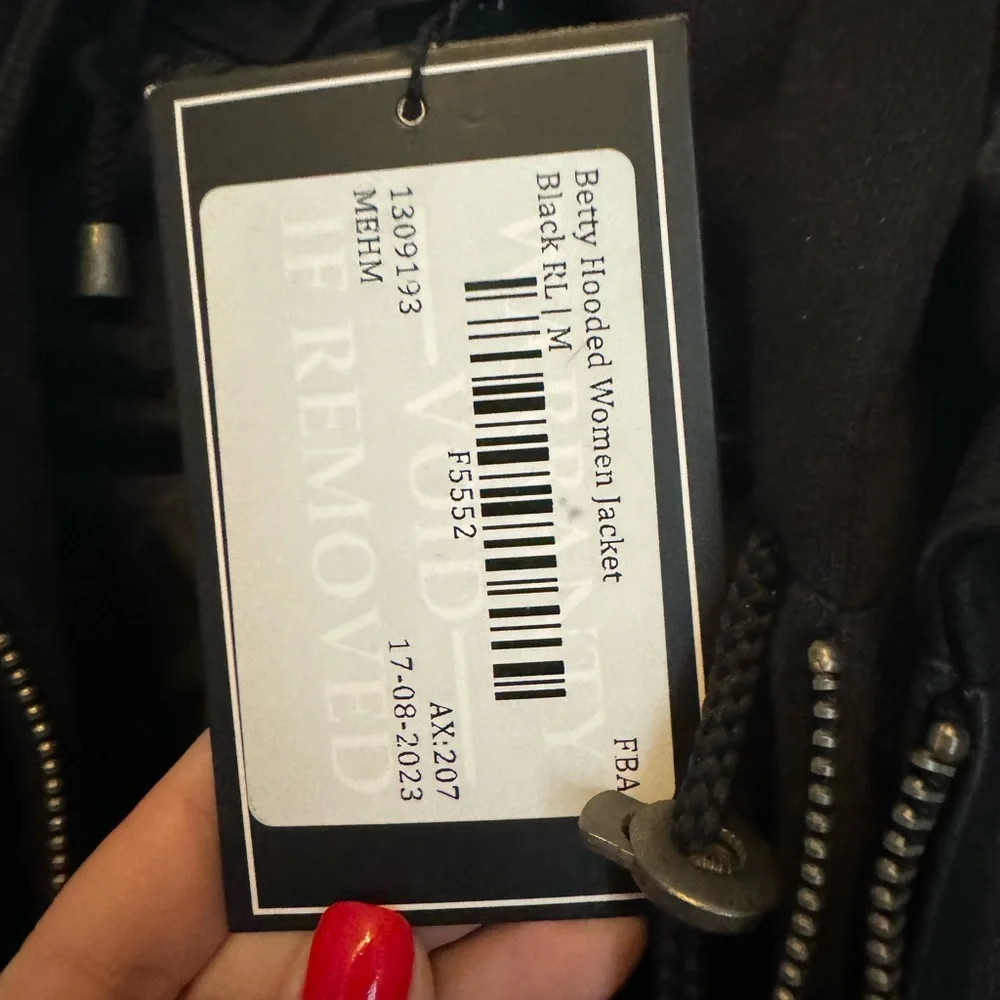 Betty Hooded Women Jacket
Black RL | M
FBA
F5552
AX:207
1309193
17-08-2023
MEHM
WARRANTY
VOID
IF REMOVED